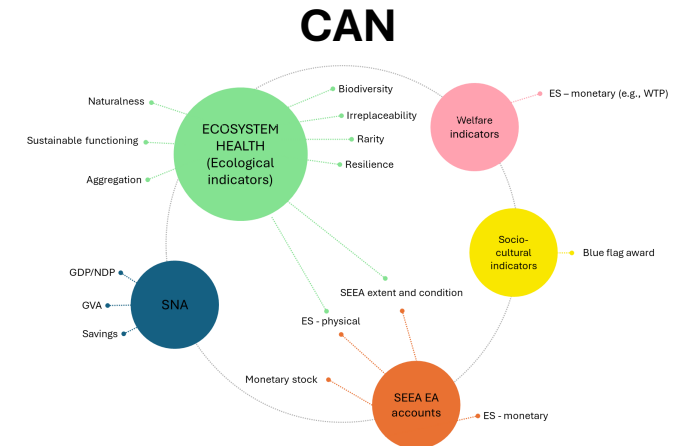 CAN
Biodiversity
ES – monetary (e.g., WTP)
Naturalness
Irreplaceability
Welfare
indicators
ECOSYSTEM
HEALTH
(Ecological
indicators)
Sustainable functioning
Rarity
Resilience
Aggregation
Socio-
cultural
indicators
Blue flag award
GDP/NDP
SEEA extent and condition
GVA
SNA
ES - physical
Savings
Monetary stock
SEEA EA
accounts
ES - monetary